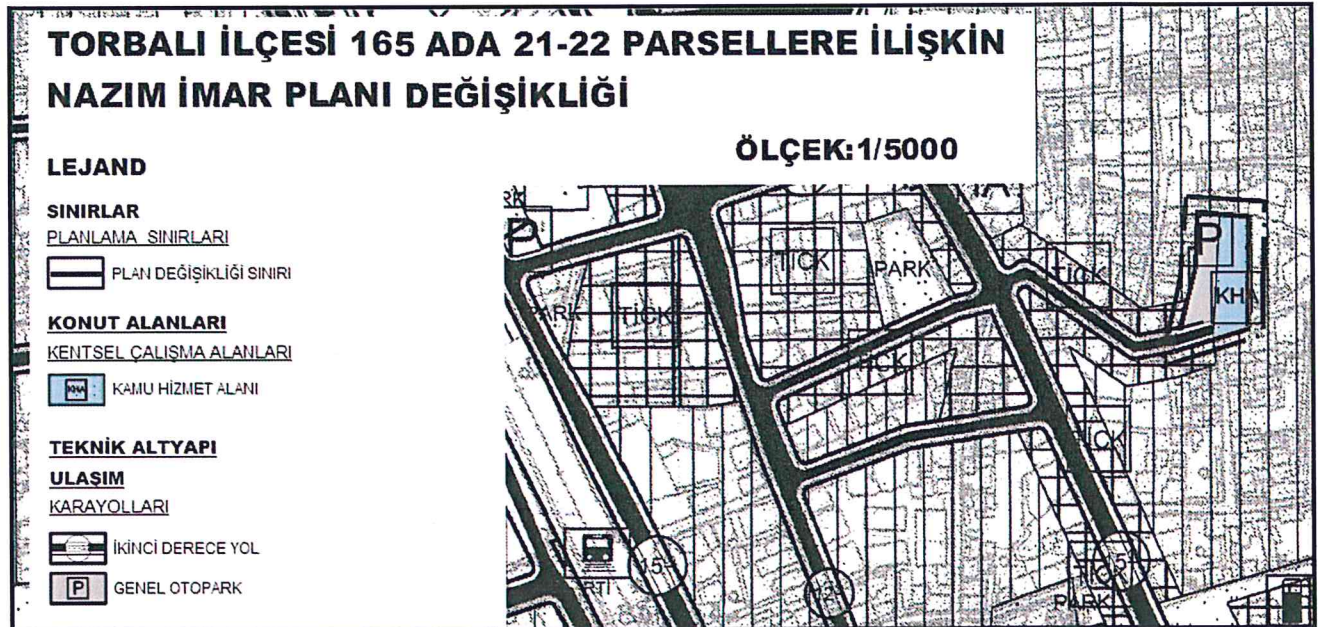 TORBALI İLÇESİ 165 ADA 21-22 PARSELLERE İLİŞKİN
NAZIM İMAR PLANI DEĞİŞİKLİĞİ
ÖLÇEK:1/5000
LEJAND
SINIRLAR
PLANLAMA SINIRLARI
PLAN DEĞİŞİKLİĞİ SINIRI
KONUT ALANLARI
KENTSEL ÇALIŞMA ALANLARI
KHA KAMU HİZMET ALANI
TEKNİK ALTYAPI
ULAŞIM
KARAYOLLARI
İKİNCİ DERECE YOL
P GENEL OTOPARK
P
TİCK
PARK
TİCK
P
KHA
PARK
TİCK
TİCK
TİCK
15
12
15
TİCK
PARK